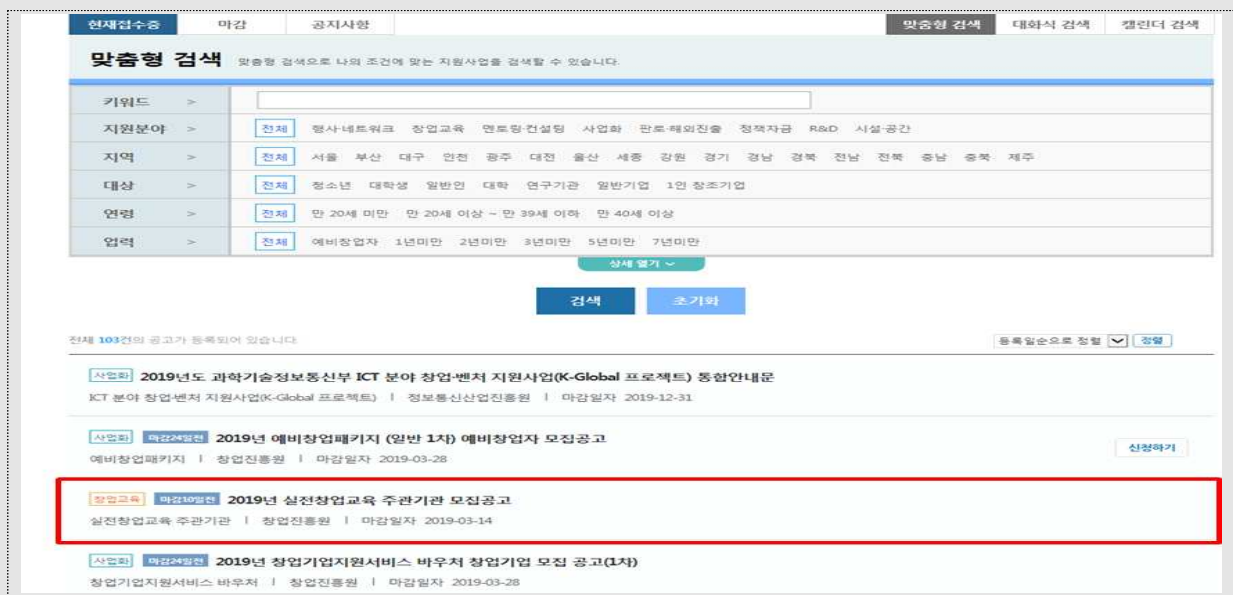 현재접수중 마감 공지사항 맞춤형 검색 대화식 검색 캘린더 검색
맞춤형 검색 맞춤형 검색으로 나의 조건에 맞는 지원사업을 검색할 수 있습니다.
키워드 >
지원분야 > 전체 행사·네트워크 창업교육 멘토링·컨설팅 사업화 판로·해외진출 정책자금 R&D 시설·공간
지역 > 전체 서울 부산 대구 인천 광주 대전 울산 세종 강원 경기 경남 경북 전남 전북 충남 충북 제주
대상 > 전체 청소년 대학생 일반인 대학 연구기관 일반기업 1인 창조기업
연령 > 전체 만 20세 미만 만 20세 이상 ~ 만 39세 이하 만 40세 이상
업력 > 전체 예비창업자 1년미만 2년미만 3년미만 5년미만 7년미만
상세 열기
검색 초기화
전체 103건의 공고가 등록되어 있습니다. 등록일순으로 정렬 정렬
사업화 2019년도 과학기술정보통신부 ICT 분야 창업·벤처 지원사업(K-Global 프로젝트) 통합안내문
ICT 분야 창업·벤처 지원사업(K-Global 프로젝트) | 정보통신산업진흥원 | 마감일자 2019-12-31
사업화 마감24일전 2019년 예비창업패키지 (일반 1차) 예비창업자 모집공고
예비창업패키지 | 창업진흥원 | 마감일자 2019-03-28
신청하기
창업교육 마감10일전 2019년 실전창업교육 주관기관 모집공고
실전창업교육 주관기관 | 창업진흥원 | 마감일자 2019-03-14
사업화 마감24일전 2019년 창업기업지원서비스 바우처 창업기업 모집 공고(1차)
창업기업지원서비스 바우처 | 창업진흥원 | 마감일자 2019-03-28